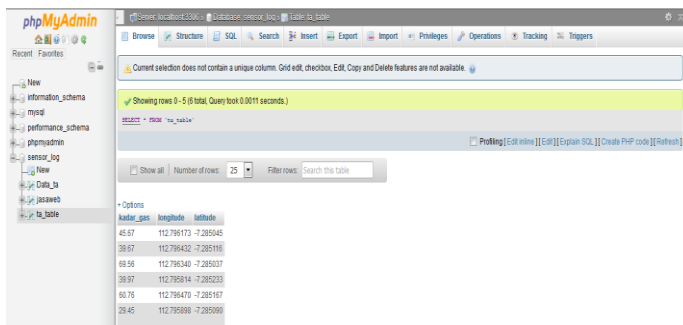 phpMyAdmin
Recent Favorites
New
information_schema
mysql
performance_schema
phpmyadmin
sensor_log
New
Data_ta
jasaweb
ta_table
Server: localhost:3306 » Database: sensor_log » Table: ta_table
Browse Structure SQL Search Insert Export Import Privileges Operations Tracking Triggers
Current selection does not contain a unique column. Grid edit, checkbox, Edit, Copy and Delete features are not available.
Showing rows 0 - 5 (6 total, Query took 0.0011 seconds.)
SELECT * FROM `ta_table`
Profiling [ Edit inline ] [ Edit ] [ Explain SQL ] [ Create PHP code ] [ Refresh ]
Show all Number of rows: 25 Filter rows: Search this table
+ Options
kadar_gas longitude latitude
45.67 112.796173 -7.285045
39.67 112.796432 -7.285116
69.56 112.796340 -7.285037
39.97 112.795814 -7.285233
60.76 112.796470 -7.285167
29.45 112.795898 -7.285090